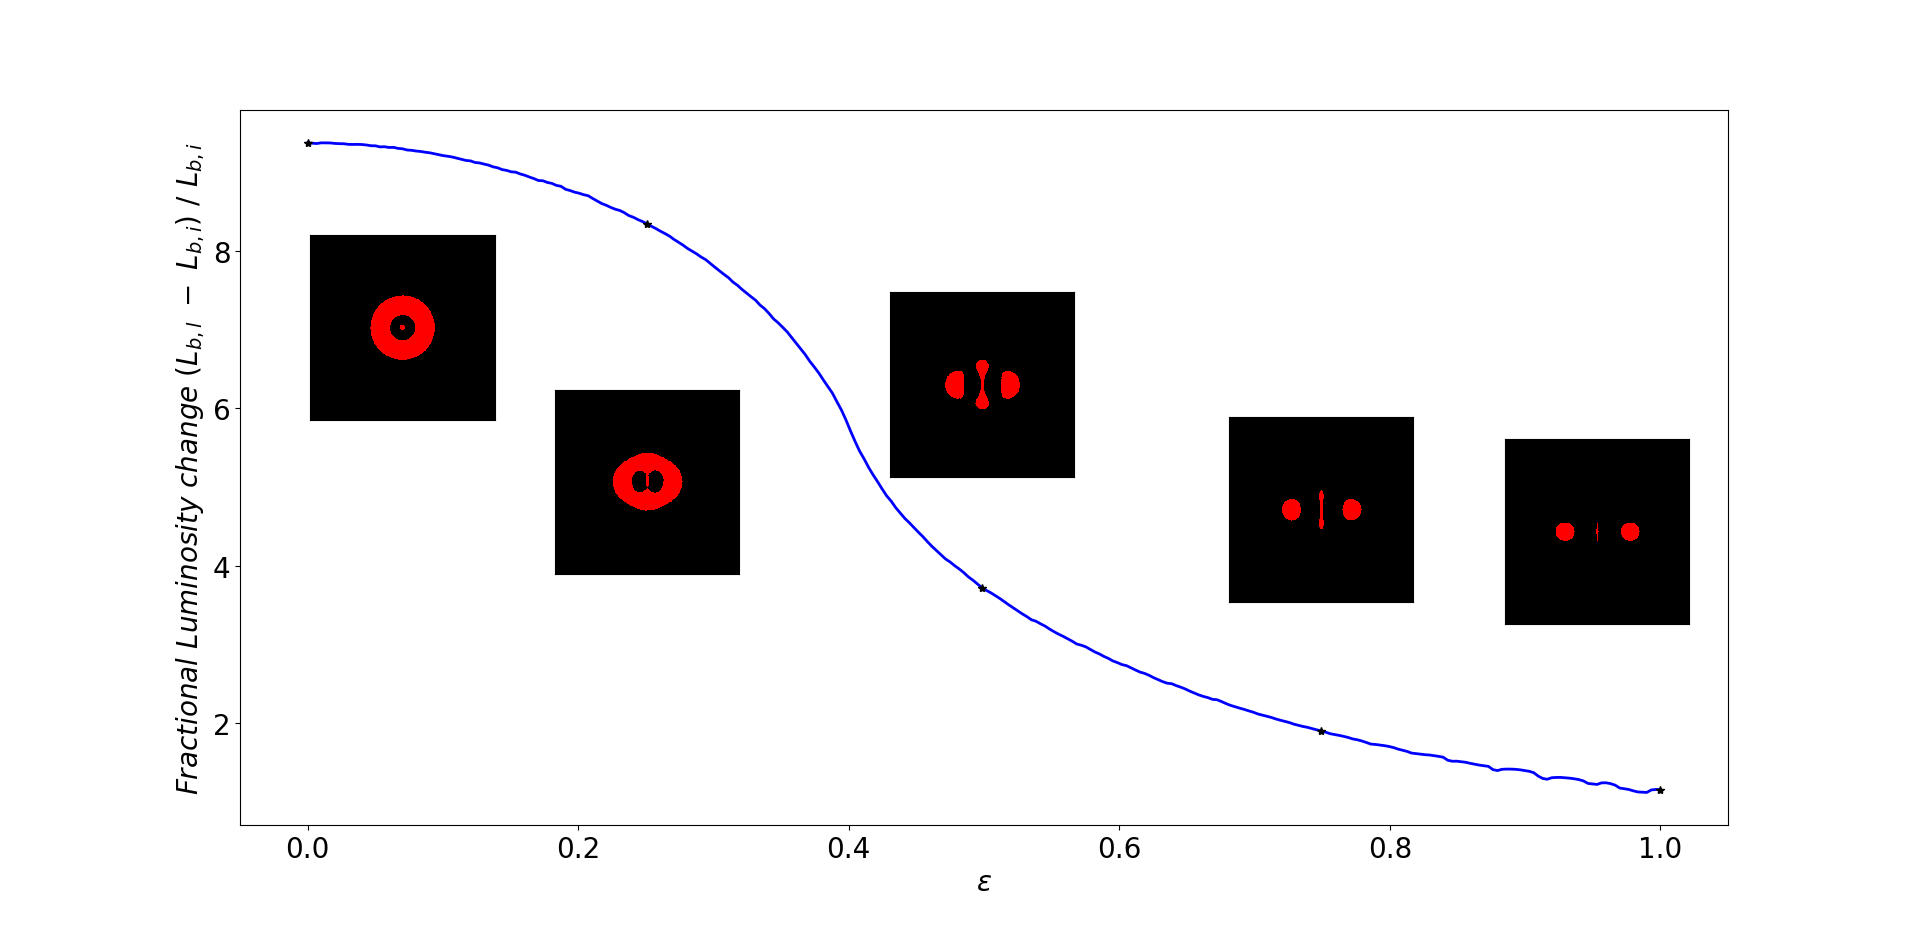 Fractional Luminosity change (L_{b,I} − L_{b,i}) / L_{b,i}
8
6
4
2
0.0 0.2 0.4 0.6 0.8 1.0
ε